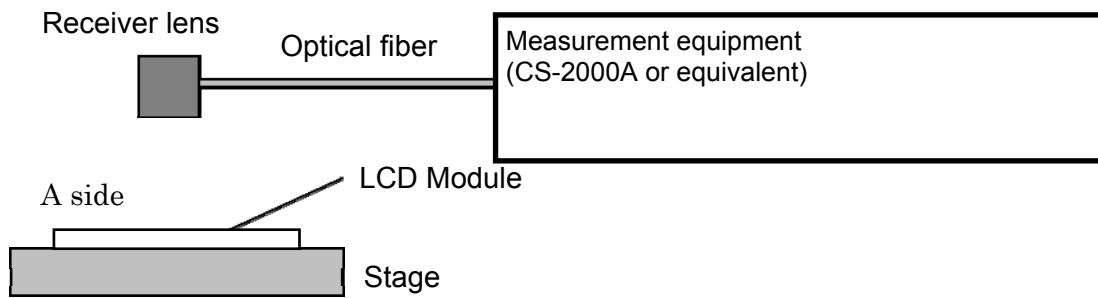 Receiver lens
Optical fiber
Measurement equipment
(CS-2000A or equivalent)
LCD Module
A side
Stage